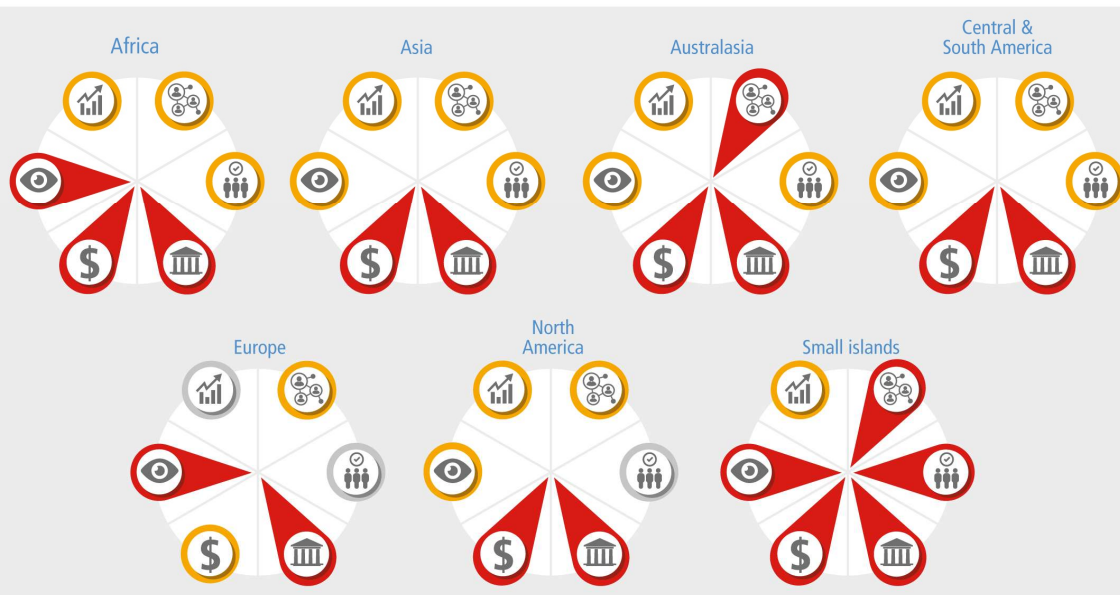 Africa
Asia
Australasia
Central &
South America
$
$
$
$
Europe
North
America
Small islands
$
$
$